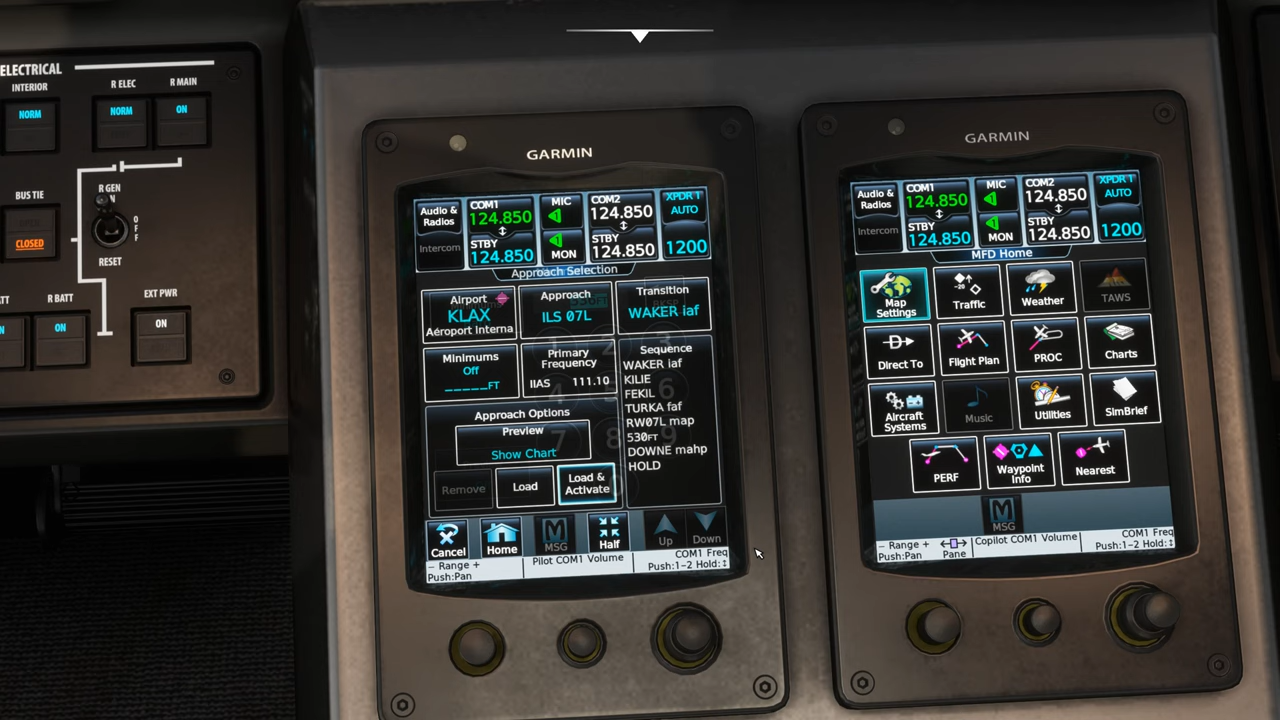 ELECTRICAL
INTERIOR
R ELEC
R MAIN
NORM
NORM
ON
BUS TIE
R GEN
CLOSED
O
F
F
RESET
R BATT
EXT PWR
ON
ON
GARMIN
Audio & Radios
Intercom
COM1
124.850
STBY
124.850
MIC
MON
COM2
124.850
124.850
XPDR 1
AUTO
1200
Approach Selection
Airport
KLAX
Aéroport Interna
Approach
ILS 07L
Transition
WAKER iaf
Minimums
Off
_____FT
Primary Frequency
IIAS 111.10
Sequence
WAKER iaf
KILIE
FEKIL
TURKA faf
RW07L map
530FT
DOWNE mahp
HOLD
Approach Options
Preview
Show Chart
Remove
Load
Load & Activate
Cancel
Home
MSG
Half
Up
Down
– Range +
Push:Pan
Pilot COM1 Volume
COM1 Freq
Push:1–2 Hold:↕
GARMIN
Audio & Radios
Intercom
COM1
124.850
STBY
124.850
MIC
MON
COM2
124.850
124.850
XPDR 1
AUTO
1200
MFD Home
Map Settings
Traffic
Weather
TAWS
Direct To
Flight Plan
PROC
Charts
Aircraft Systems
Music
Utilities
SimBrief
PERF
Waypoint Info
Nearest
MSG
– Range +
Push:Pan
Pane
Copilot COM1 Volume
COM1 Freq
Push:1–2 Hold:↕